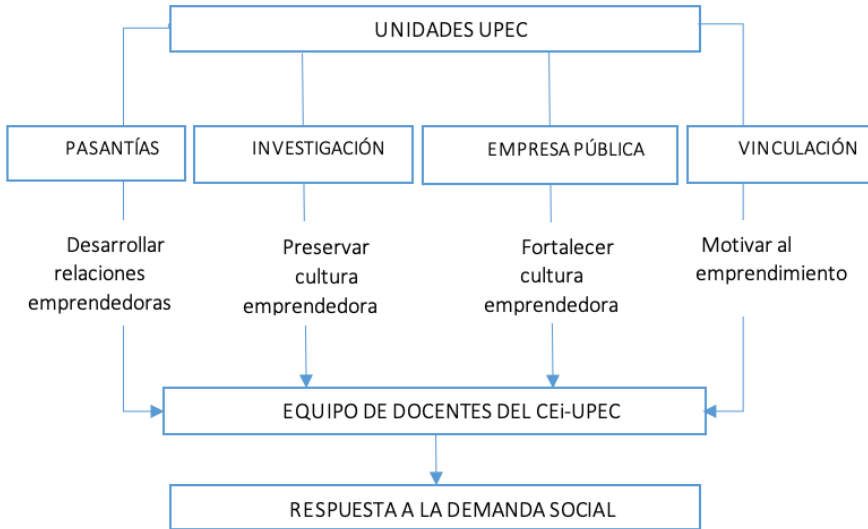 UNIDADES UPEC
PASANTÍAS
INVESTIGACIÓN
EMPRESA PÚBLICA
VINCULACIÓN
Desarrollar
relaciones
emprendedoras
Preservar
cultura
emprendedora
Fortalecer
cultura
emprendedora
Motivar al
emprendimiento
EQUIPO DE DOCENTES DEL CEi-UPEC
RESPUESTA A LA DEMANDA SOCIAL